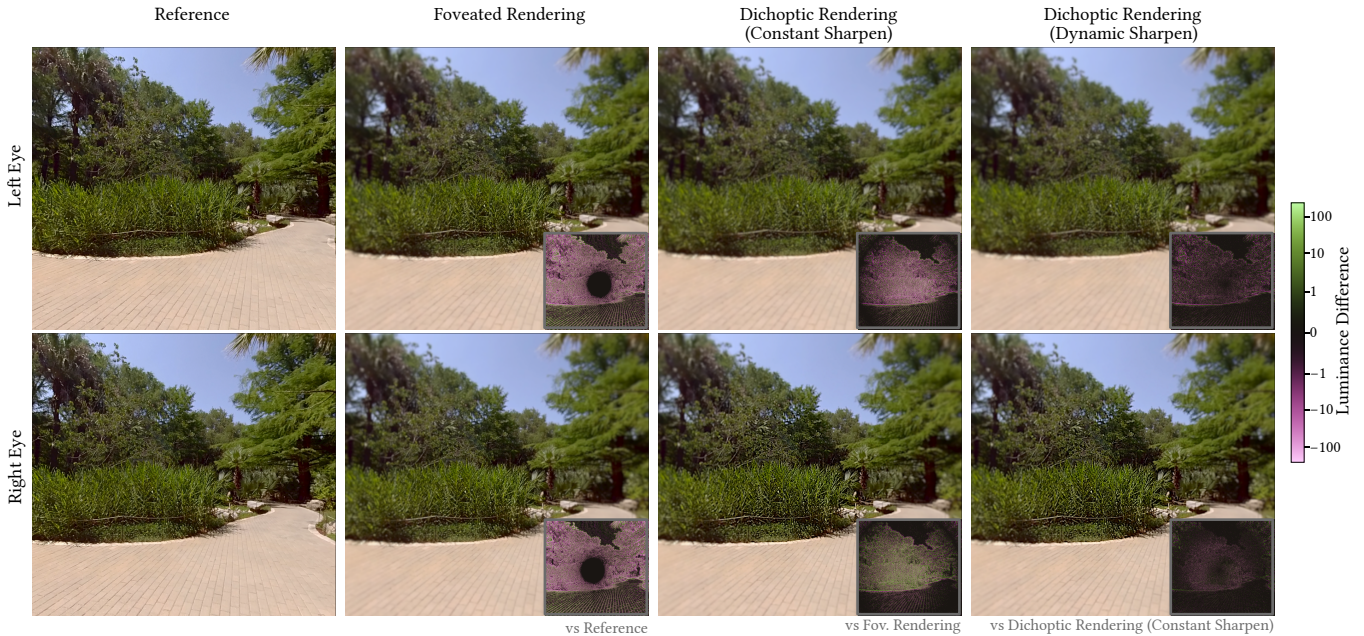 Reference
Foveated Rendering
Dichoptic Rendering
(Constant Sharpen)
Dichoptic Rendering
(Dynamic Sharpen)
Left Eye
Right Eye
100
10
1
0
−1
−10
−100
Luminance Difference
vs Reference
vs Fov. Rendering
vs Dichoptic Rendering (Constant Sharpen)